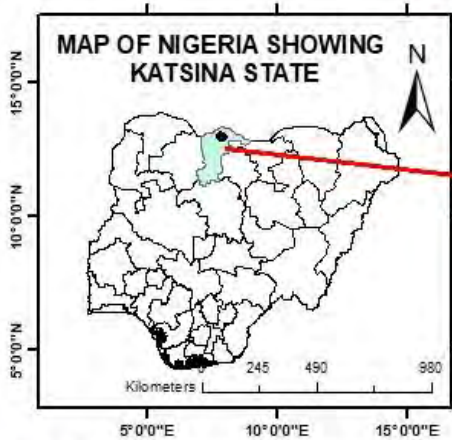 MAP OF NIGERIA SHOWING
KATSINA STATE
N
15°0'0"N
10°0'0"N
5°0'0"N
0 245 490 980
Kilometers
5°0'0"E 10°0'0"E 15°0'0"E